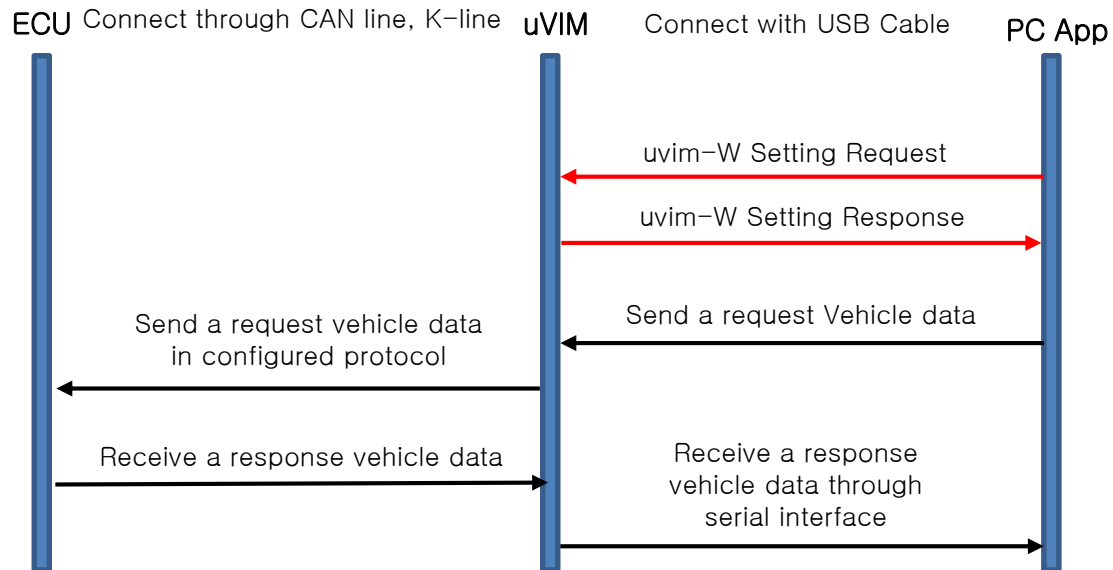 ECU Connect through CAN line, K-line uVIM Connect with USB Cable PC App
uvim-W Setting Request
uvim-W Setting Response
Send a request Vehicle data
Send a request vehicle data
in configured protocol
Receive a response vehicle data
Receive a response
vehicle data through
serial interface